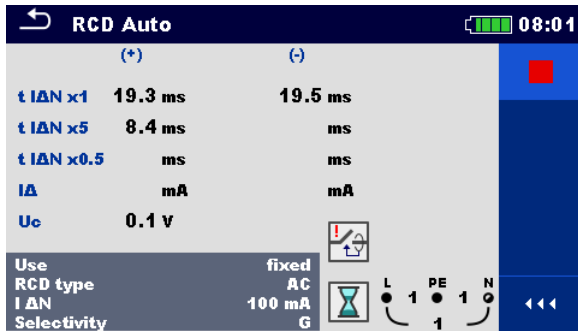 RCD Auto 08:01
(+) (-)
t IΔN x1 19.3 ms 19.5 ms
t IΔN x5 8.4 ms ms
t IΔN x0.5 ms ms
IΔ mA mA
Uc 0.1 V
!
Use fixed
RCD type AC
I ΔN 100 mA
Selectivity G
L PE N
1 1
1